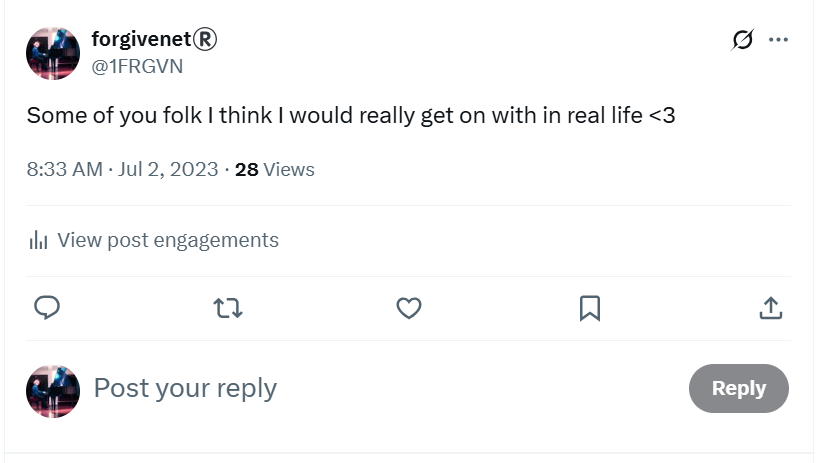 forgivenet®
@1FRGVN
Some of you folk I think I would really get on with in real life <3
8:33 AM · Jul 2, 2023 · 28 Views
View post engagements
Post your reply
Reply